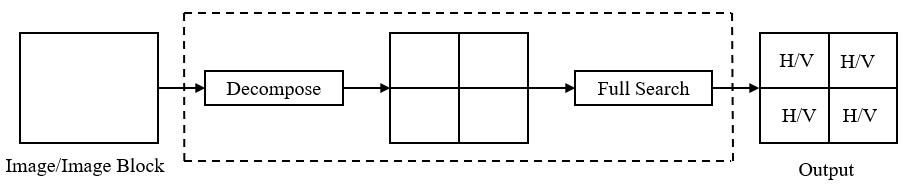 Image/Image Block
Decompose
Full Search
H/V H/V
H/V H/V
Output